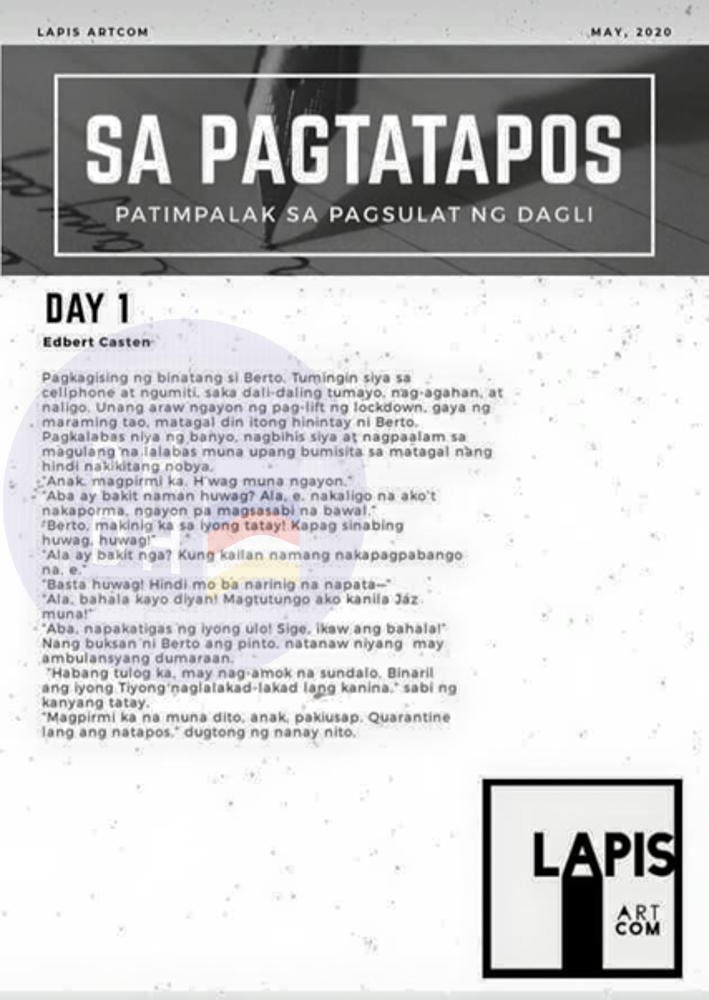 LAPIS ARTCOM
MAY, 2020
SA PAGTATAPOS
PATIMPALAK SA PAGSULAT NG DAGLI
DAY 1
Edbert Casten
Pagkagising ng binatang si Berto. Tumingin siya sa
cellphone at ngumiti, saka dali-daling tumayo, nag-agahan, at
naligo. Unang araw ngayon ng pag-lift ng lockdown, gaya ng
maraming tao, matagal din itong hinintay ni Berto.
Pagkalabas niya ng banyo, nagbihis siya at nagpaalam sa
magulang na lalabas muna upang bumisita sa matagal nang
hindi nakikitang nobya.
"Anak, magpirmi ka. H'wag muna ngayon."
"Aba ay bakit naman huwag? Ala, e, nakaligo na ako't
nakaporma, ngayon pa magsasabi na bawal."
"Berto, makinig ka sa iyong tatay! Kapag sinabing
huwag, huwag!"
"Ala ay bakit nga? Kung kailan namang nakapagpabango
na, e."
"Basta huwag! Hindi mo ba narinig na napata—"
"Ala, bahala kayo diyan! Magtutungo ako kanila Jáz
muna!"
"Aba, napakatigas ng iyong ulo! Sige, ikaw ang bahala!"
Nang buksan ni Berto ang pinto, natanaw niyang may
ambulansyang dumaraan.
"Habang tulog ka, may nag-amok na sundalo. Binaril
ang iyong Tiyong naglalakad-lakad lang kanina." sabi ng
kanyang tatay.
"Magpirmi ka na muna dito, anak, pakiusap. Quarantine
lang ang natapos." dugtong ng nanay nito.
LAPIS
ART
COM